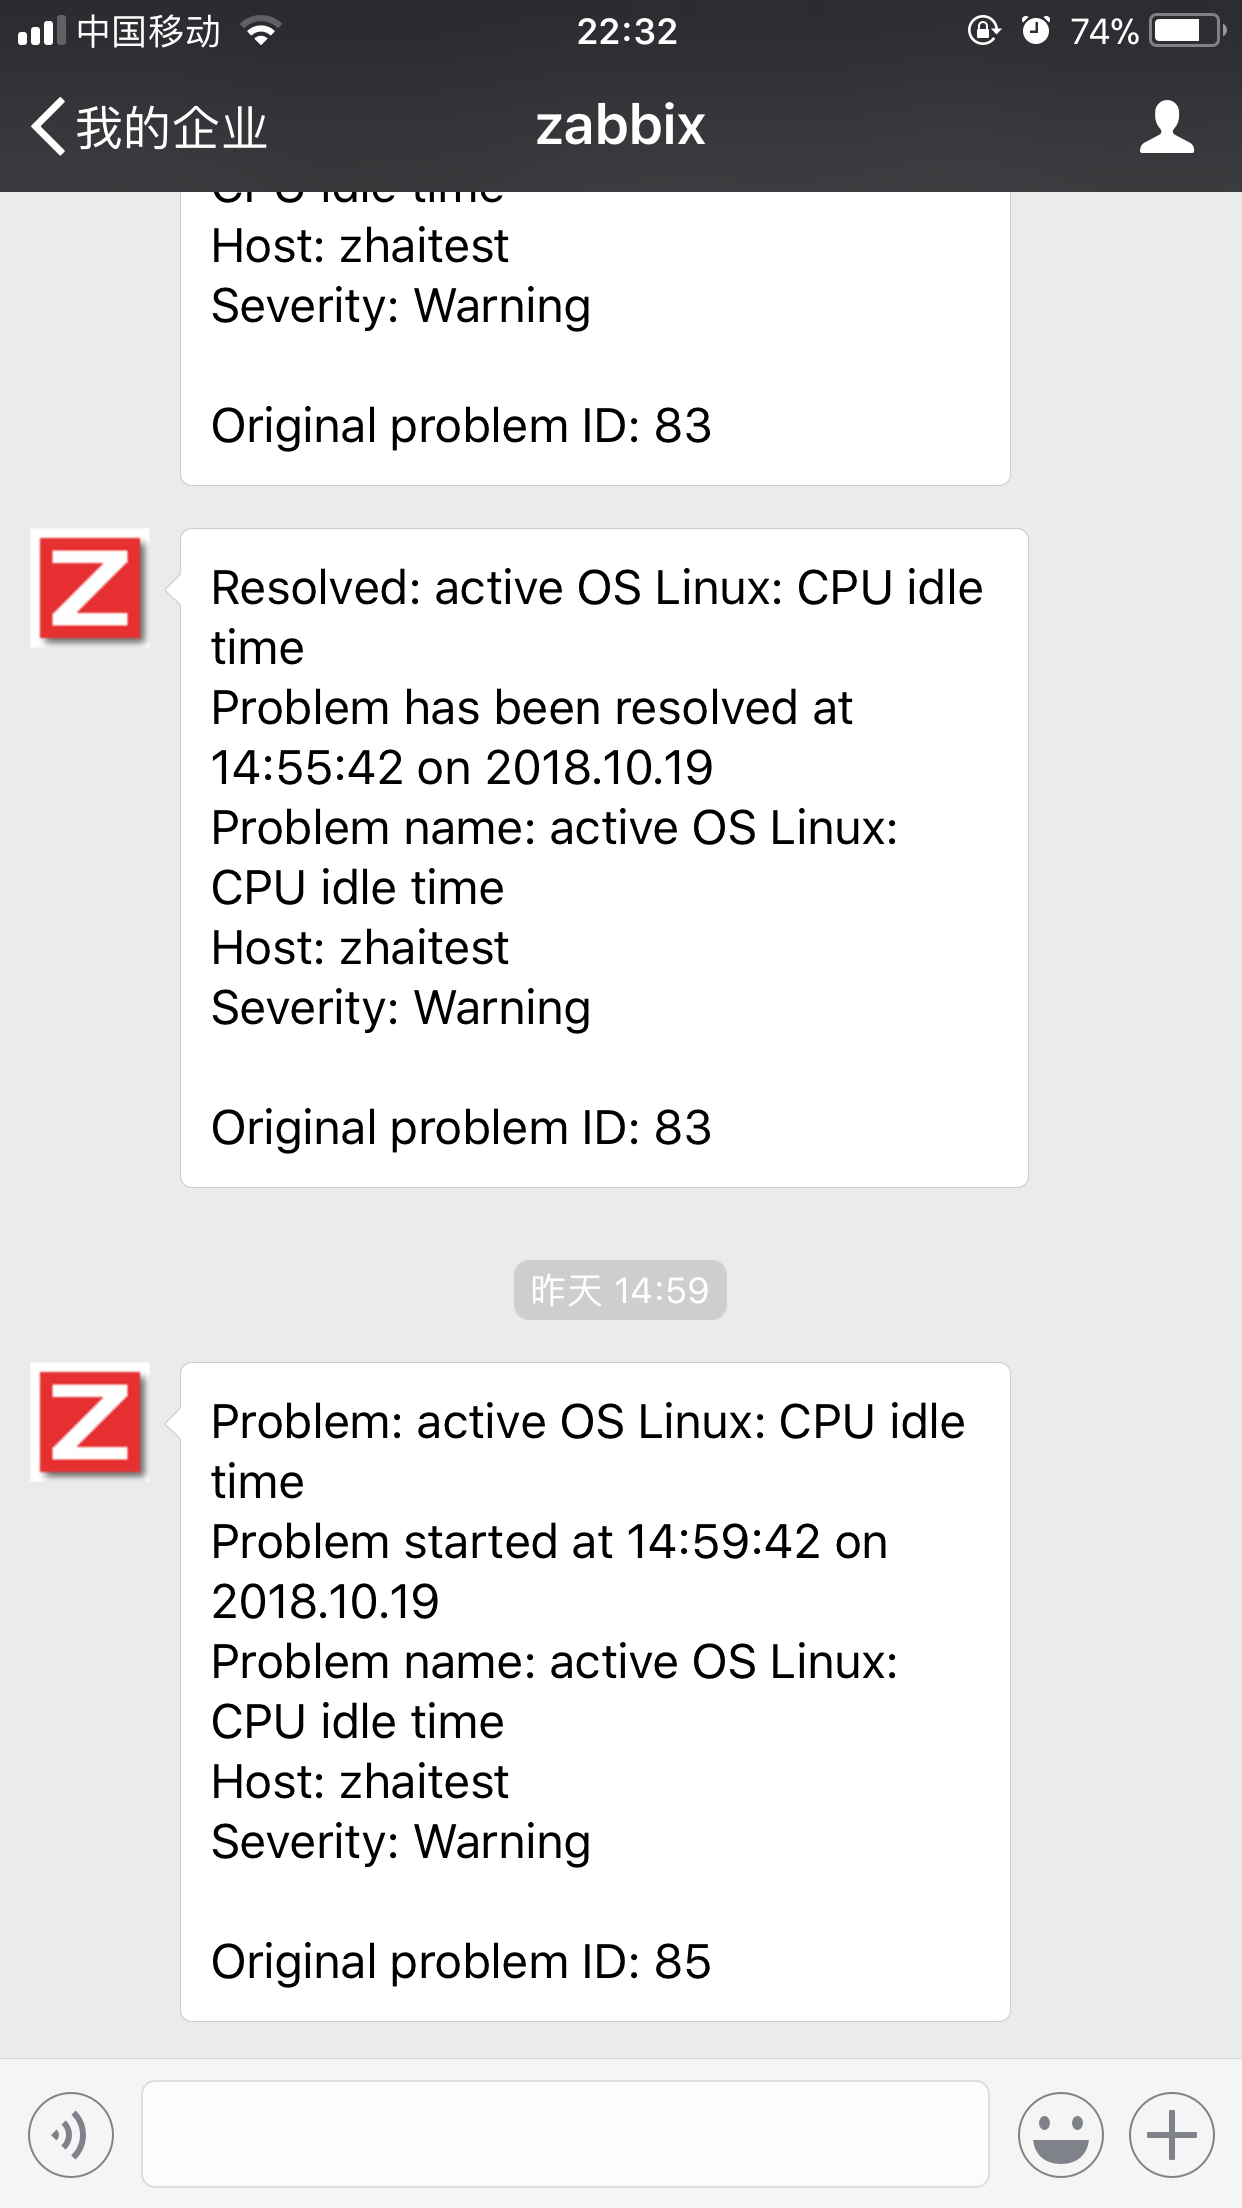 中国移动
22:32
74%
我的企业
zabbix
CPU idle time
Host: zhaitest
Severity: Warning
Original problem ID: 83
Z
Resolved: active OS Linux: CPU idle
time
Problem has been resolved at
14:55:42 on 2018.10.19
Problem name: active OS Linux:
CPU idle time
Host: zhaitest
Severity: Warning
Original problem ID: 83
昨天 14:59
Z
Problem: active OS Linux: CPU idle
time
Problem started at 14:59:42 on
2018.10.19
Problem name: active OS Linux:
CPU idle time
Host: zhaitest
Severity: Warning
Original problem ID: 85